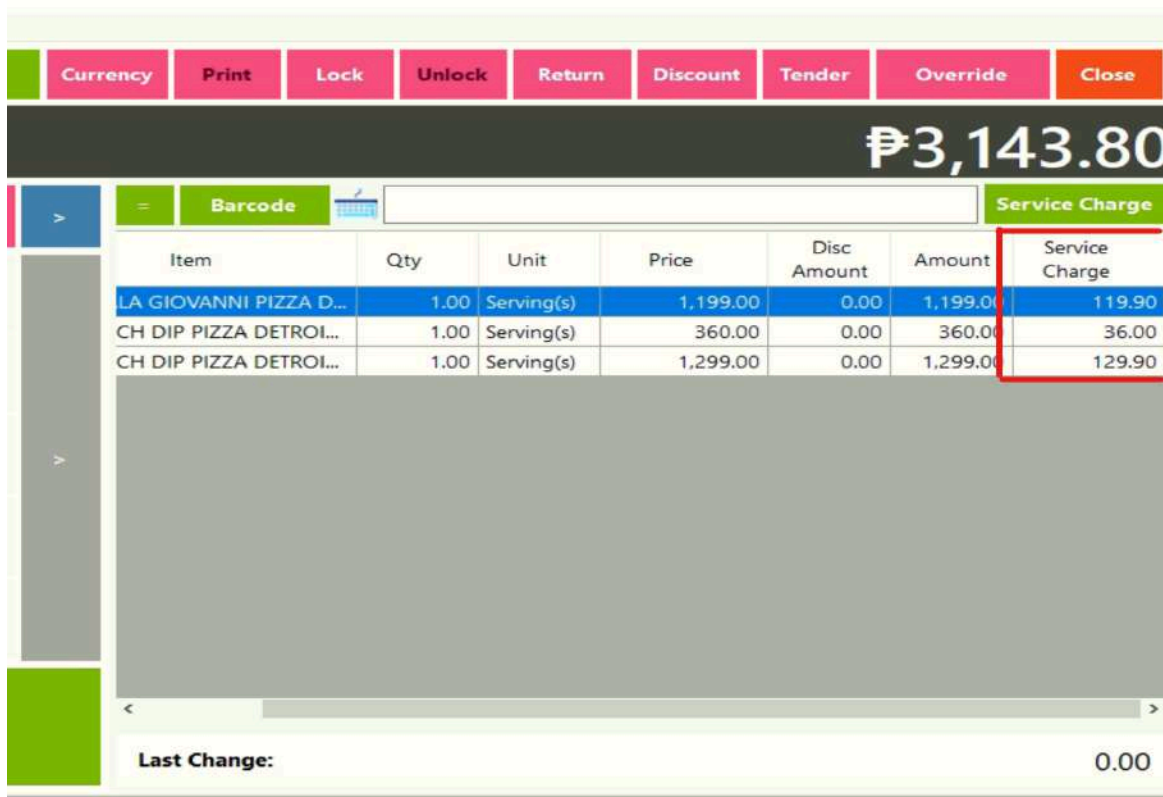 Currency Print Lock Unlock Return Discount Tender Override Close
₱3,143.80
> = Barcode Service Charge
Item Qty Unit Price Disc Amount Amount Service Charge
LA GIOVANNI PIZZA D... 1.00 Serving(s) 1,199.00 0.00 1,199.00 119.90
CH DIP PIZZA DETROI... 1.00 Serving(s) 360.00 0.00 360.00 36.00
CH DIP PIZZA DETROI... 1.00 Serving(s) 1,299.00 0.00 1,299.00 129.90
>
< >
Last Change: 0.00